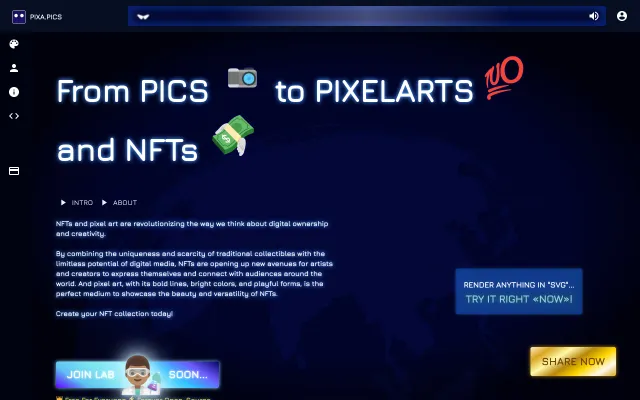 PIXA.PICS
From PICS 📷 to PIXELARTS 💯
and NFTs 💸
INTRO ABOUT
NFTs and pixel art are revolutionizing the way we think about digital ownership
and creativity.
By combining the uniqueness and scarcity of traditional collectibles with the
limitless potential of digital media, NFTs are opening up new avenues for artists
and creators to express themselves and connect with audiences around the
world. And pixel art, with its bold lines, bright colors, and playful forms, is the
perfect medium to showcase the beauty and versatility of NFTs.
Create your NFT collection today!
RENDER ANYTHING IN "SVG"...
TRY IT RIGHT «NOW»!
SHARE NOW
JOIN LAB SOON...